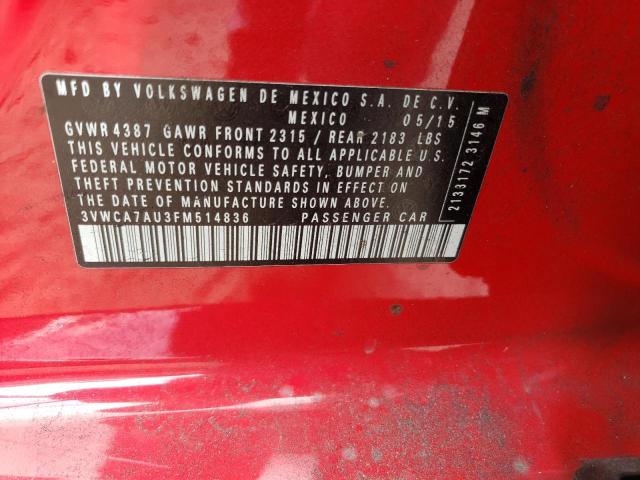 MFD BY VOLKSWAGEN DE MEXICO S.A. DE C.V.
MEXICO 05/15
GVWR 4387 GAWR FRONT 2315 / REAR 2183 LBS
THIS VEHICLE CONFORMS TO ALL APPLICABLE U.S.
FEDERAL MOTOR VEHICLE SAFETY, BUMPER AND
THEFT PREVENTION STANDARDS IN EFFECT ON
THE DATE OF MANUFACTURE SHOWN ABOVE.
3VWCA7AU3FM514836 PASSENGER CAR
2133172 3146 M